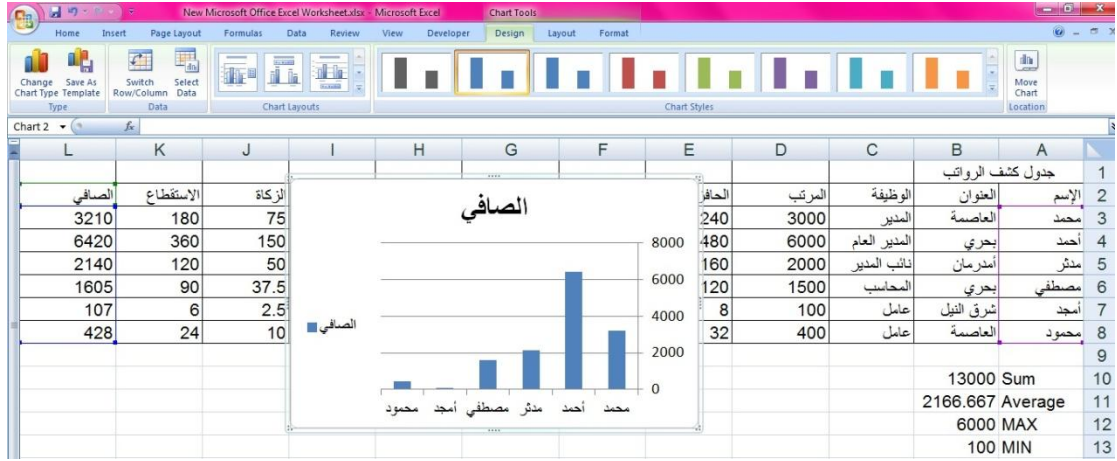 New Microsoft Office Excel Worksheet.xlsx - Microsoft Excel
Chart Tools
Home Insert Page Layout Formulas Data Review View Developer Design Layout Format
Change Chart Type
Save As Template
Switch Row/Column
Select Data
Move Chart
Type Data Chart Layouts Chart Styles Location
Chart 2 fx
L K J I H G F E D C B A
جدول كشف الرواتب 1
2 الإسم العنوان الوظيفة المرتب الزكاة الاستقطاع الصافي
3 محمد العاصمة المدير 3000 240 75 180 3210
4 أحمد بحري المدير العام 6000 480 150 360 6420
5 مدثر أمدرمان نائب المدير 2000 160 50 120 2140
6 مصطفي بحري المحاسب 1500 120 37.5 90 1605
7 أمجد شرق النيل عامل 100 8 2.5 6 107
8 محمود العاصمة عامل 400 32 10 24 428
9
13000 Sum 10
2166.667 Average 11
6000 MAX 12
100 MIN 13
الصافي
8000
6000
4000
2000
0
محمد أحمد مدثر مصطفي أمجد محمود
الصافي